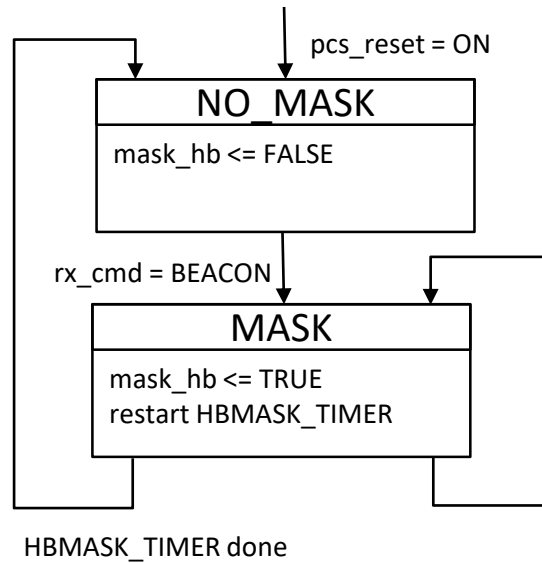 pcs_reset = ON
NO_MASK
mask_hb <= FALSE
rx_cmd = BEACON
MASK
mask_hb <= TRUE
restart HBMASK_TIMER
HBMASK_TIMER done